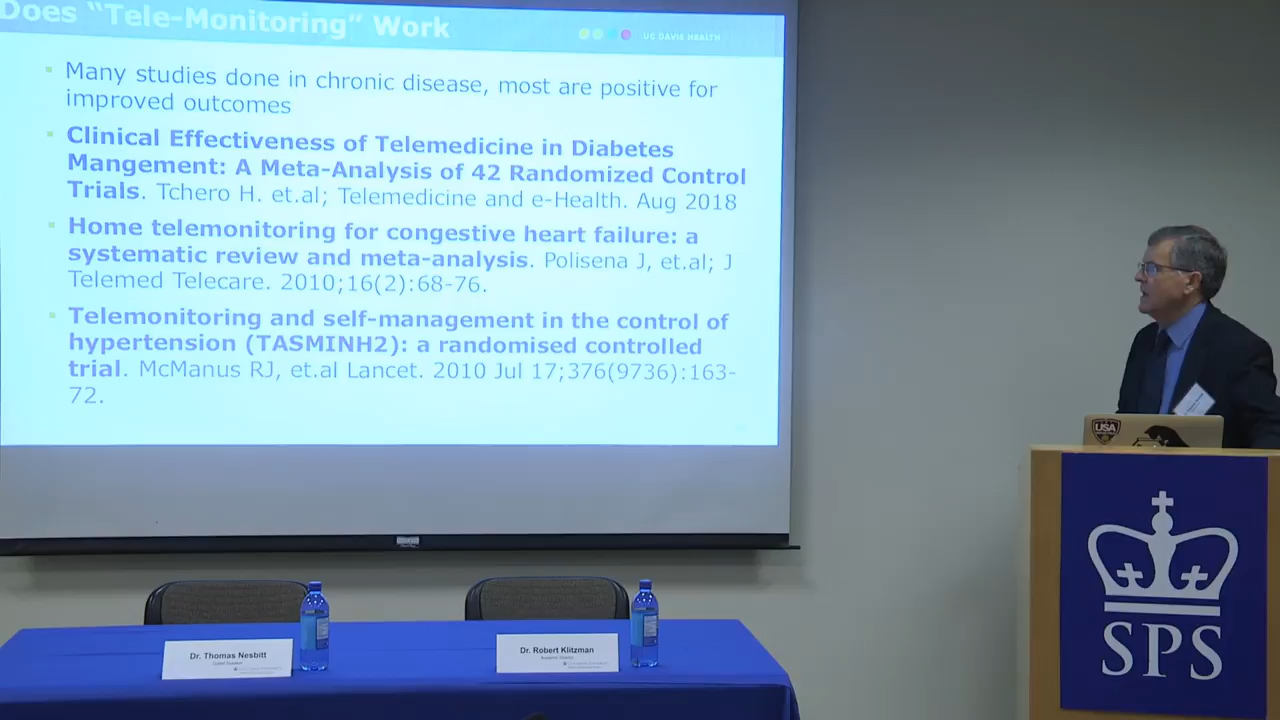 Does “Tele-Monitoring” Work
UC DAVIS HEALTH
Many studies done in chronic disease, most are positive for
improved outcomes
Clinical Effectiveness of Telemedicine in Diabetes
Mangement: A Meta-Analysis of 42 Randomized Control
Trials. Tchero H. et.al; Telemedicine and e-Health. Aug 2018
Home telemonitoring for congestive heart failure: a
systematic review and meta-analysis. Polisena J, et.al; J
Telemed Telecare. 2010;16(2):68-76.
Telemonitoring and self-management in the control of
hypertension (TASMINH2): a randomised controlled
trial. McManus RJ, et.al Lancet. 2010 Jul 17;376(9736):163-
72.
USA
SPS
Dr. Thomas Nesbitt
Dr. Robert Klitzman